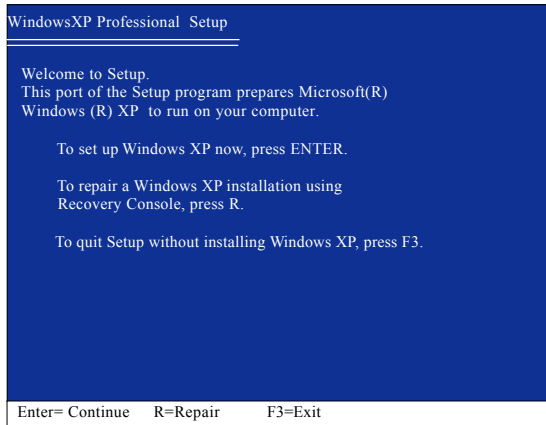 WindowsXP Professional Setup
Welcome to Setup.
This part of the Setup program prepares Microsoft(R)
Windows (R) XP to run on your computer.
To set up Windows XP now, press ENTER.
To repair a Windows XP installation using
Recovery Console, press R.
To quit Setup without installing Windows XP, press F3.
Enter= Continue R=Repair F3=Exit